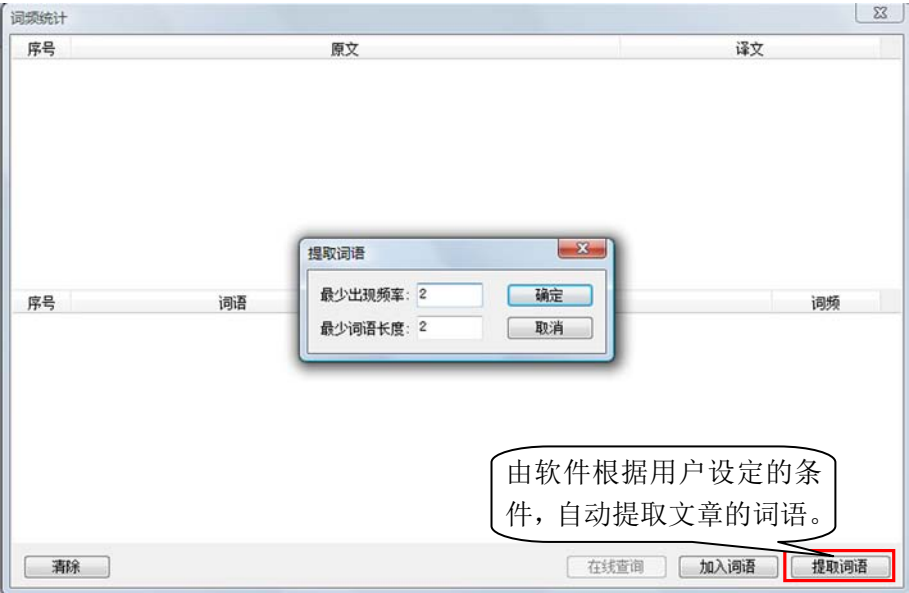 词频统计
序号 原文 译文
提取词语
最少出现频率: 2 确定
最少词语长度: 2 取消
序号 词语 词频
由软件根据用户设定的条
件，自动提取文章的词语。
清除 在线查询 加入词语 提取词语